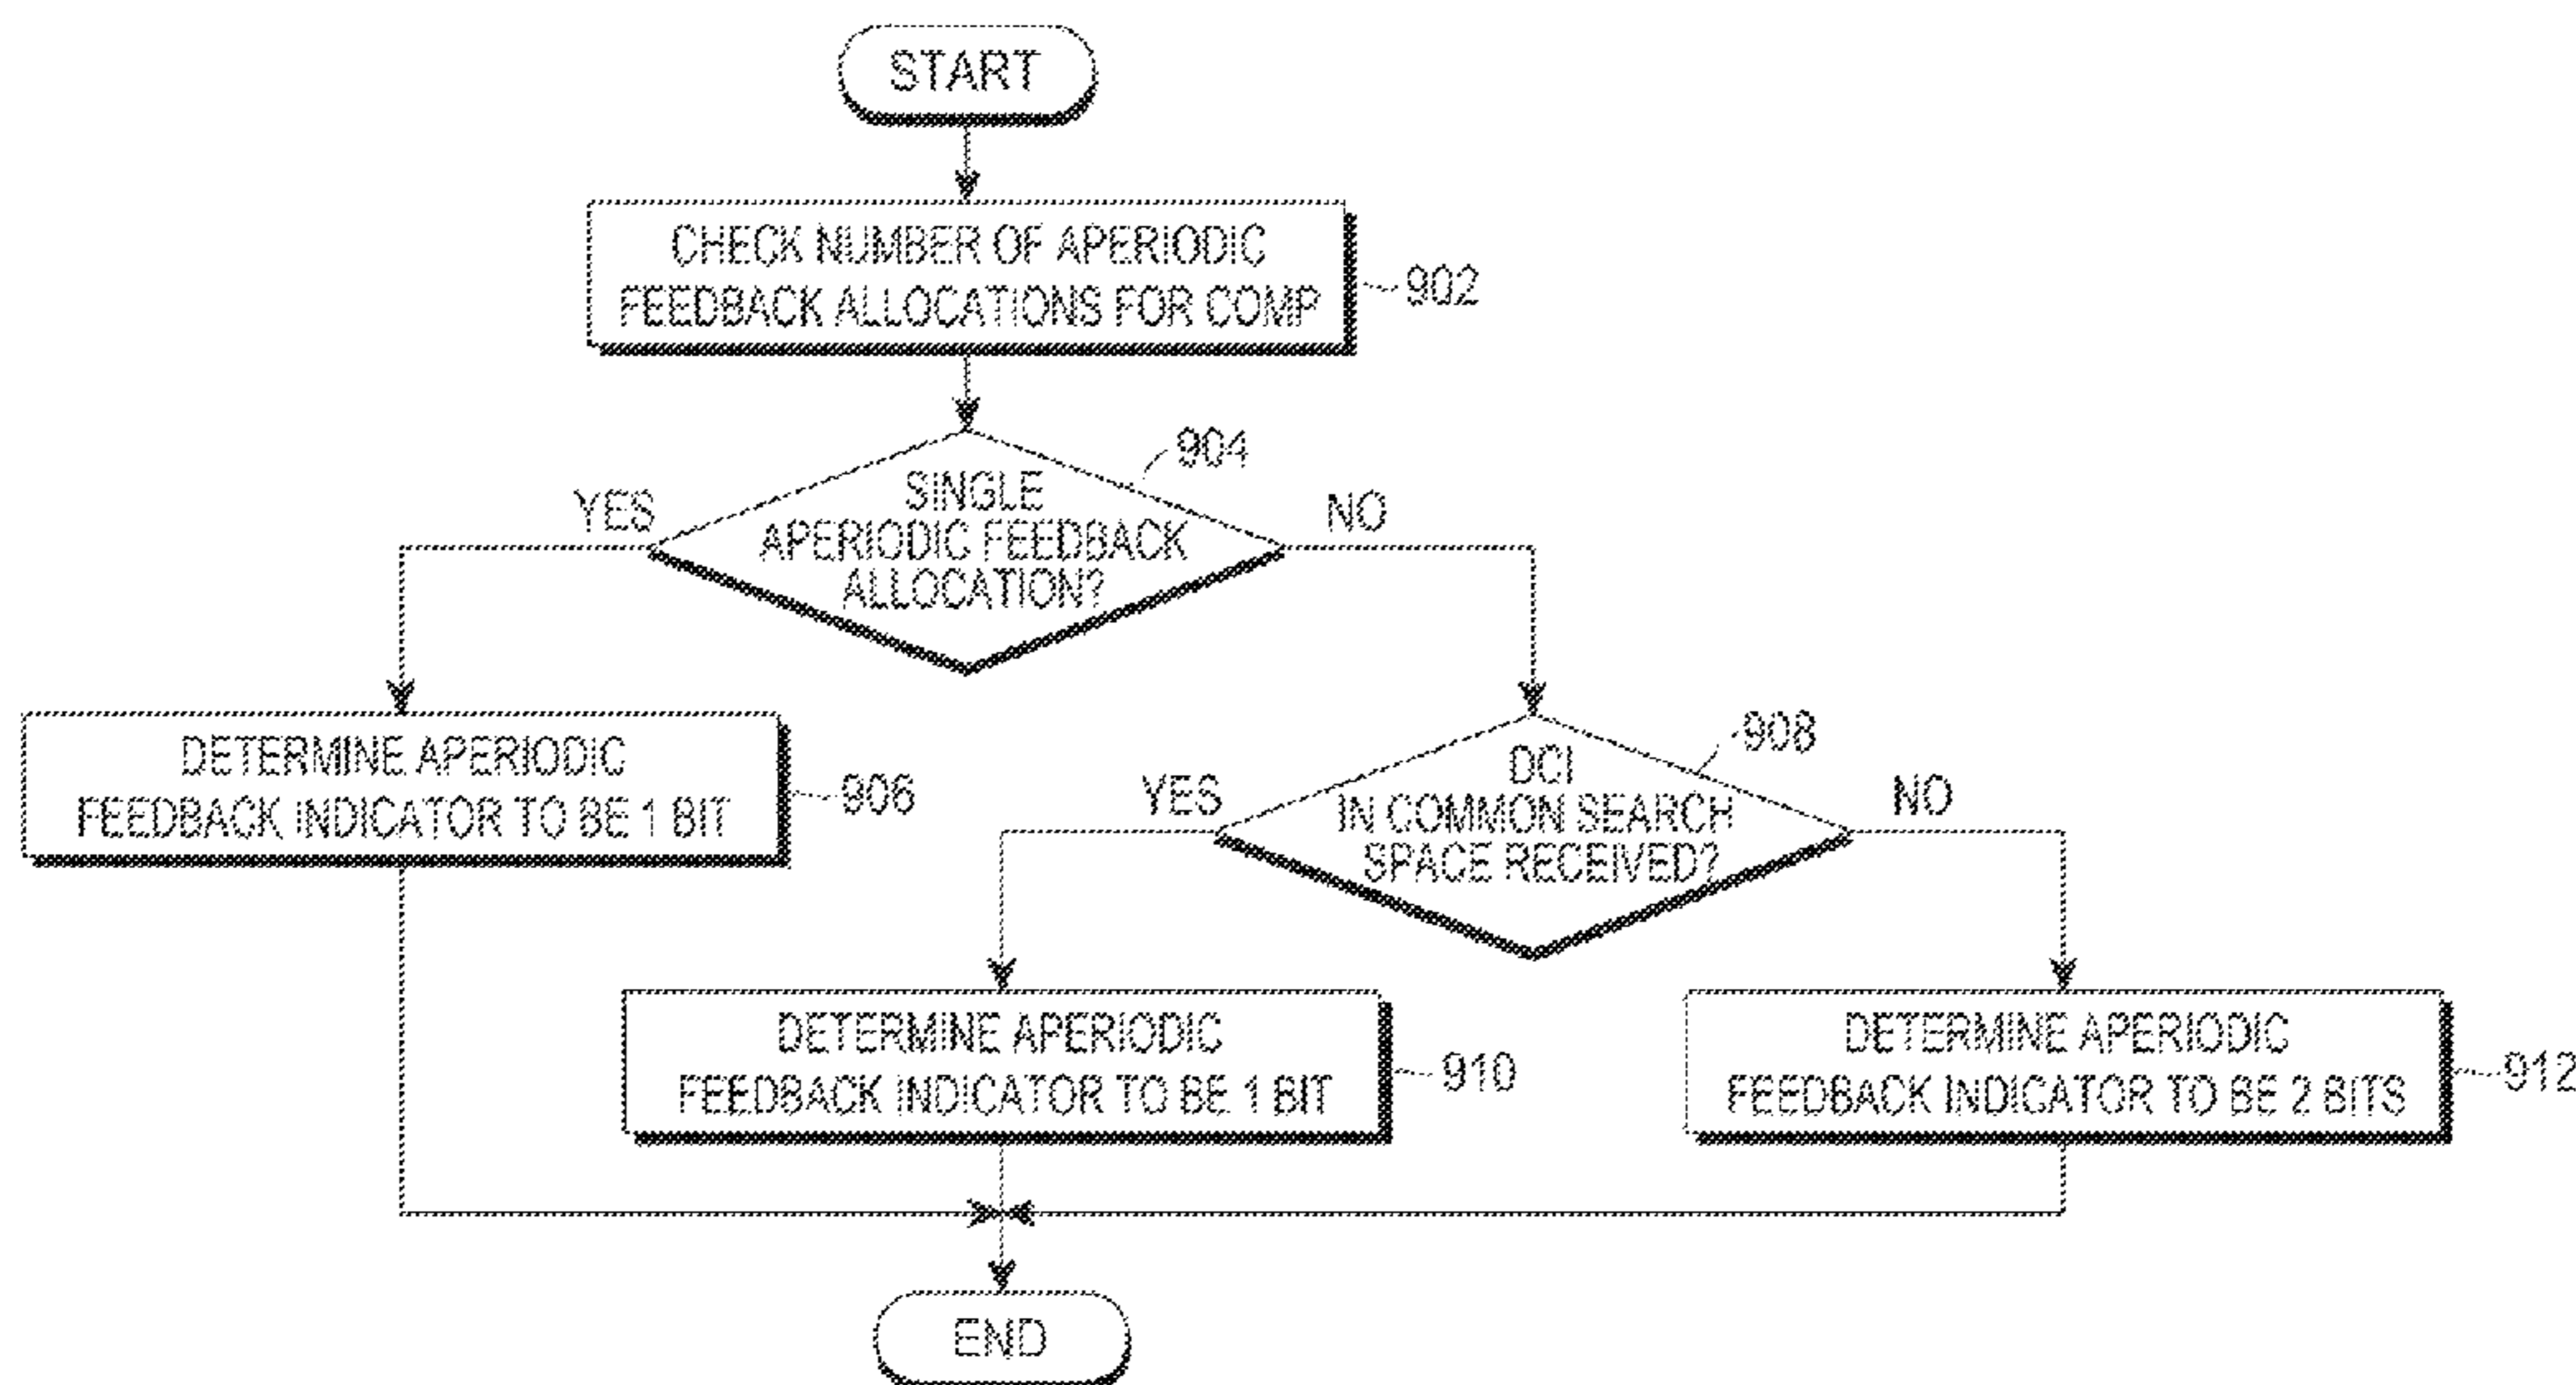 START
CHECK NUMBER OF APERIODIC
FEEDBACK ALLOCATIONS FOR COMP
902
904
SINGLE
APERIODIC FEEDBACK
ALLOCATION?
YES
NO
DETERMINE APERIODIC
FEEDBACK INDICATOR TO BE 1 BIT
906
908
DCI
IN COMMON SEARCH
SPACE RECEIVED?
YES
NO
DETERMINE APERIODIC
FEEDBACK INDICATOR TO BE 1 BIT
910
DETERMINE APERIODIC
FEEDBACK INDICATOR TO BE 2 BITS
912
END